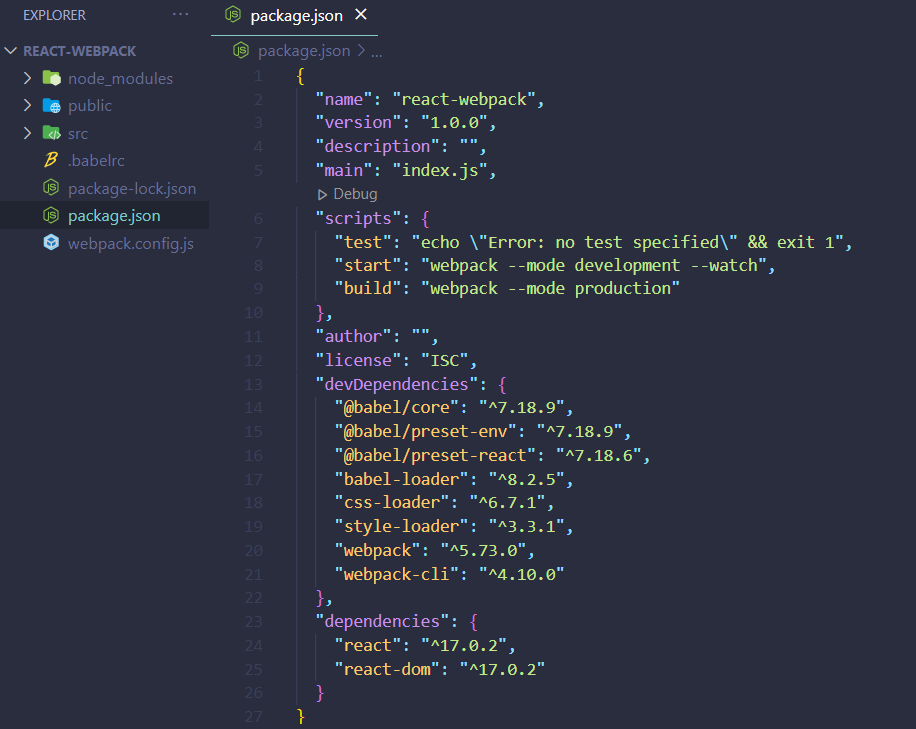 EXPLORER ...
package.json
REACT-WEBPACK
node_modules
public
src
.babelrc
package-lock.json
package.json
webpack.config.js
package.json > ...
1 {
2 "name": "react-webpack",
3 "version": "1.0.0",
4 "description": "",
5 "main": "index.js",
Debug
6 "scripts": {
7 "test": "echo \"Error: no test specified\" && exit 1",
8 "start": "webpack --mode development --watch",
9 "build": "webpack --mode production"
10 },
11 "author": "",
12 "license": "ISC",
13 "devDependencies": {
14 "@babel/core": "^7.18.9",
15 "@babel/preset-env": "^7.18.9",
16 "@babel/preset-react": "^7.18.6",
17 "babel-loader": "^8.2.5",
18 "css-loader": "^6.7.1",
19 "style-loader": "^3.3.1",
20 "webpack": "^5.73.0",
21 "webpack-cli": "^4.10.0"
22 },
23 "dependencies": {
24 "react": "^17.0.2",
25 "react-dom": "^17.0.2"
26 }
27 }